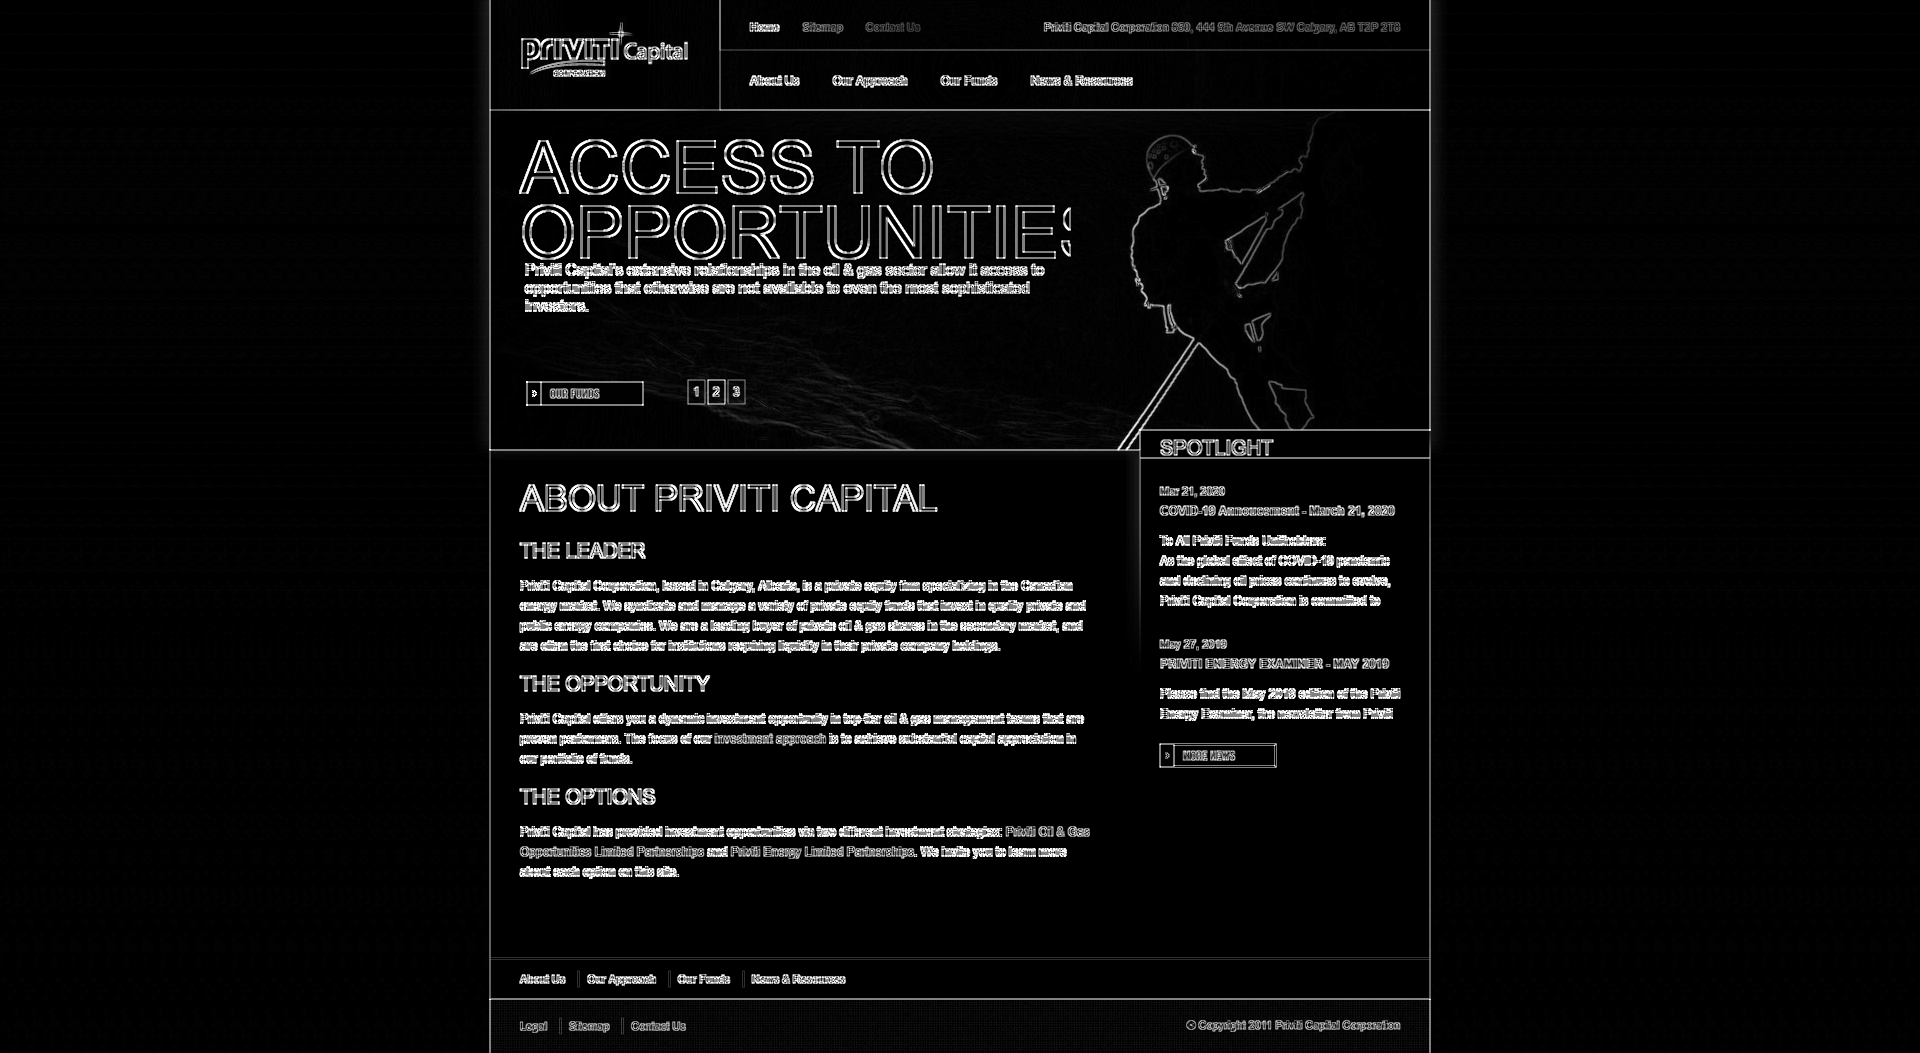 PRIVITI Capital
CORPORATION
Home Sitemap Contact Us
Priviti Capital Corporation 850, 444 5th Avenue SW Calgary, AB T2P 2T8
About Us Our Approach Our Funds News & Resources
ACCESS TO
OPPORTUNITIES
Priviti Capital's extensive relationships in the oil & gas sector allow it access to
opportunities that otherwise are not available to even the most sophisticated
investors.
OUR FUNDS
1 2 3
SPOTLIGHT
Mar 21, 2020
COVID-19 Annoucement - March 21, 2020
To All Priviti Funds Unitholders:
As the global effect of COVID-19 pandemic
and declining oil prices continues to evolve,
Priviti Capital Corporation is committed to
May 27, 2019
PRIVITI ENERGY EXAMINER - MAY 2019
Please find the May 2019 edition of the Priviti
Energy Examiner, the newsletter from Priviti
MORE NEWS
ABOUT PRIVITI CAPITAL
THE LEADER
Priviti Capital Corporation, based in Calgary, Alberta, is a private equity firm specializing in the Canadian
energy market. We syndicate and manage a variety of private equity funds that invest in quality private and
public energy companies. We are a leading buyer of private oil & gas shares in the secondary market, and
are often the first choice for institutions requiring liquidity in their private company holdings.
THE OPPORTUNITY
Priviti Capital offers you a dynamic investment opportunity in top-tier oil & gas management teams that are
proven performers. The focus of our investment approach is to achieve substantial capital appreciation in
our portfolio of funds.
THE OPTIONS
Priviti Capital has provided investment opportunities via two different investment strategies: Priviti Oil & Gas
Opportunities Limited Partnerships and Priviti Energy Limited Partnerships. We invite you to learn more
about each option on this site.
About Us Our Approach Our Funds News & Resources
Legal Sitemap Contact Us
© Copyright 2011 Priviti Capital Corporation